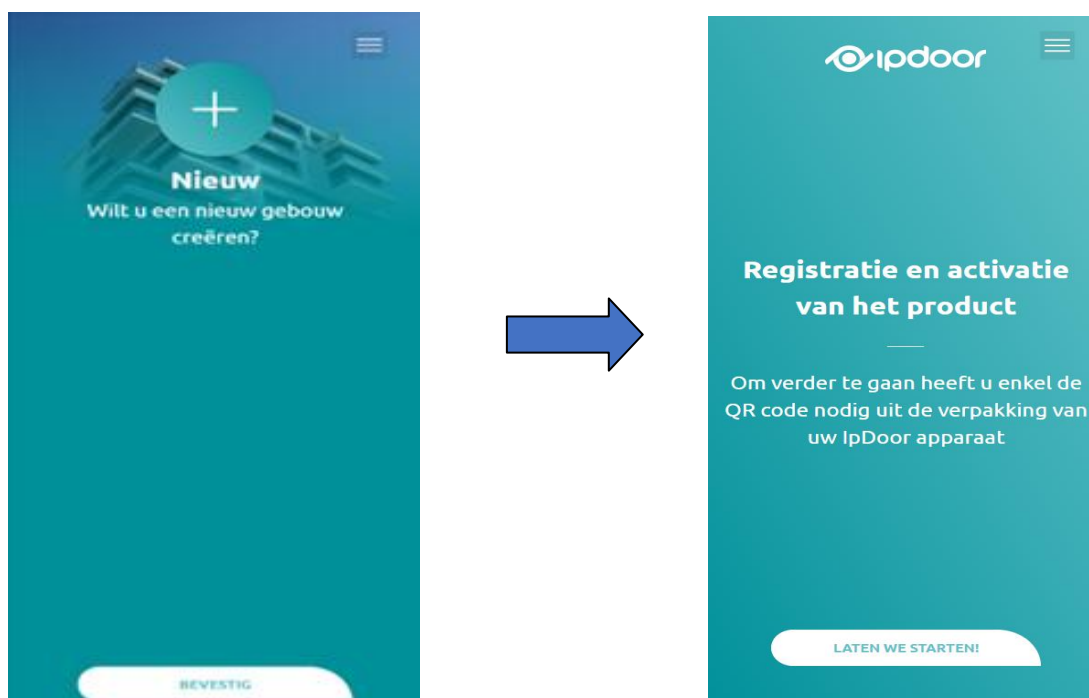 Nieuw
Wilt u een nieuw gebouw
creëren?
BEVESTIG
ipdoor
Registratie en activatie
van het product
Om verder te gaan heeft u enkel de
QR code nodig uit de verpakking van
uw IpDoor apparaat
LATEN WE STARTEN!